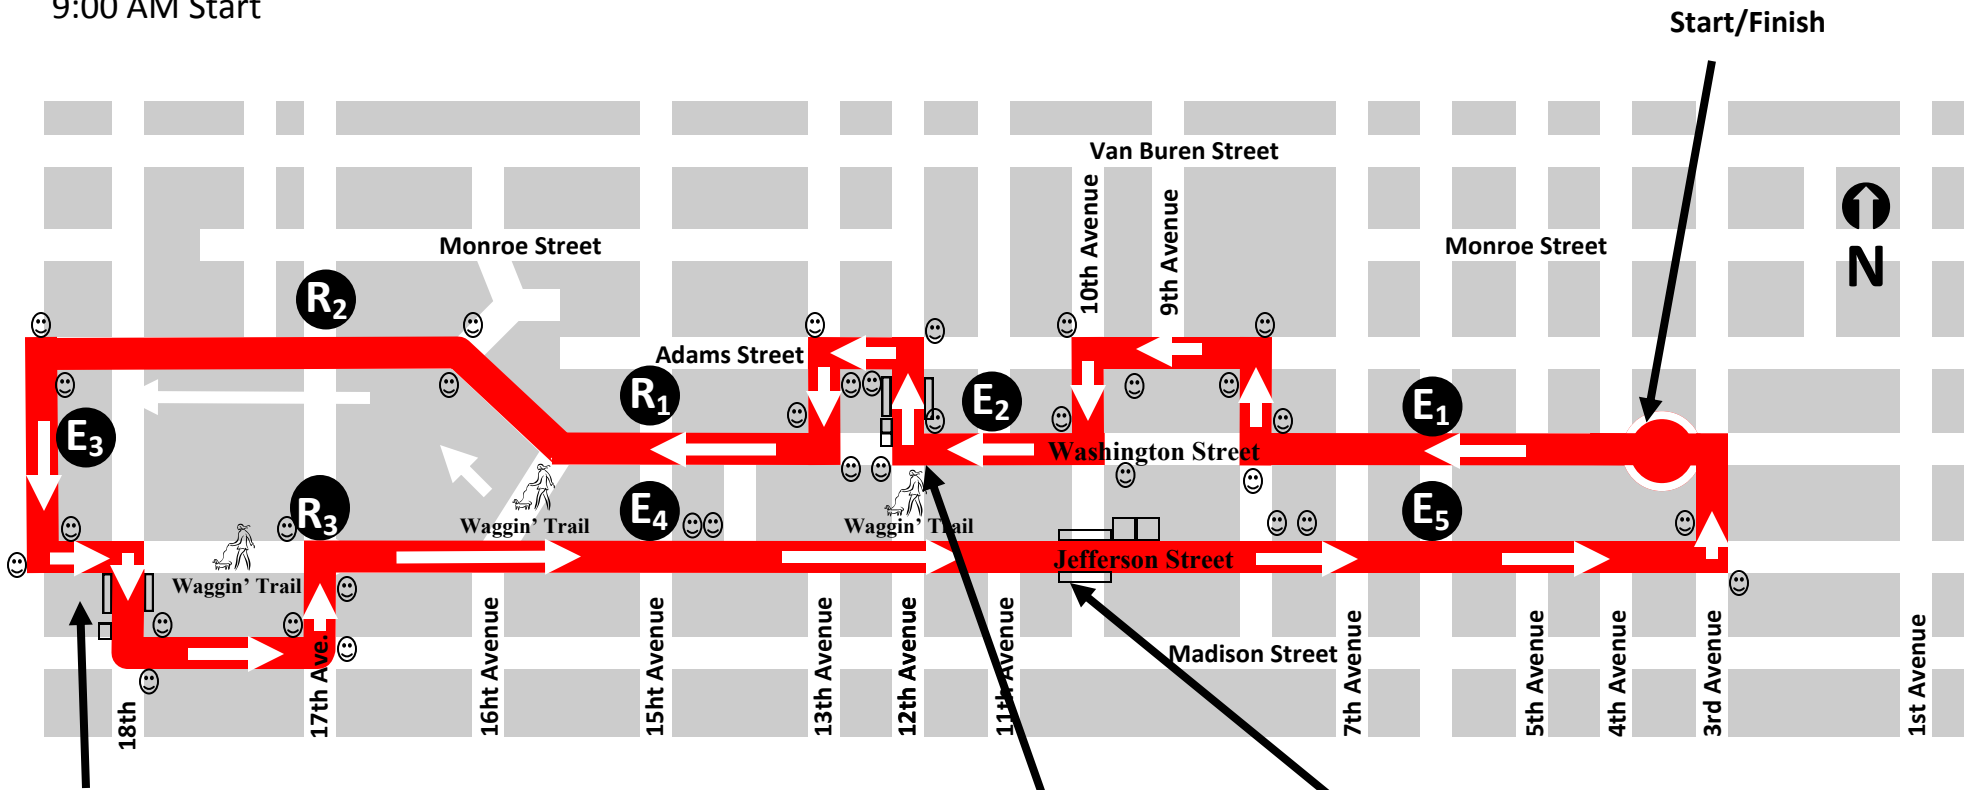 9:00 AM Start
Start/Finish
Van Buren Street
10th Avenue
9th Avenue
Monroe Street
Monroe Street
N
R2
Adams Street
R1
E2
E1
E3
Washington Street
R3
E4
E5
Waggin' Trail
Waggin' Trail
Jefferson Street
Waggin' Trail
Madison Street
18th
17th Ave.
16ht Avenue
15ht Avenue
13th Avenue
12th Avenue
11th Avenue
7th Avenue
5th Avenue
4th Avenue
3rd Avenue
1st Avenue